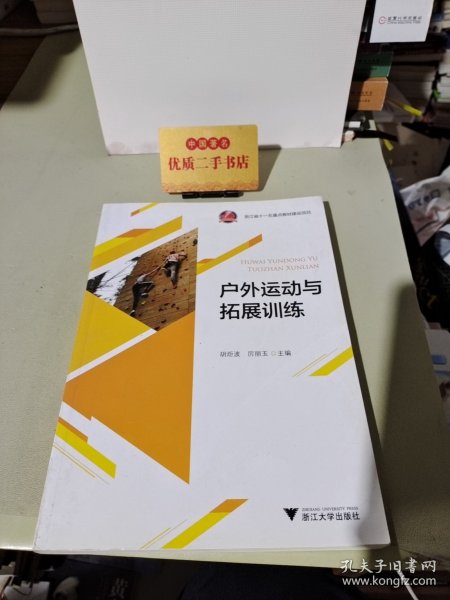 中国著名
优质二手书店
浙江省十一五重点教材建设项目
HUWAI YUNDONG YU
TUOZHAN XUNLIAN
户外运动与
拓展训练
胡炬波 厉丽玉 ◇ 主编
ZHEJIANG UNIVERSITY PRESS
浙江大学出版社
孔夫子旧书网
www.kongfz.com